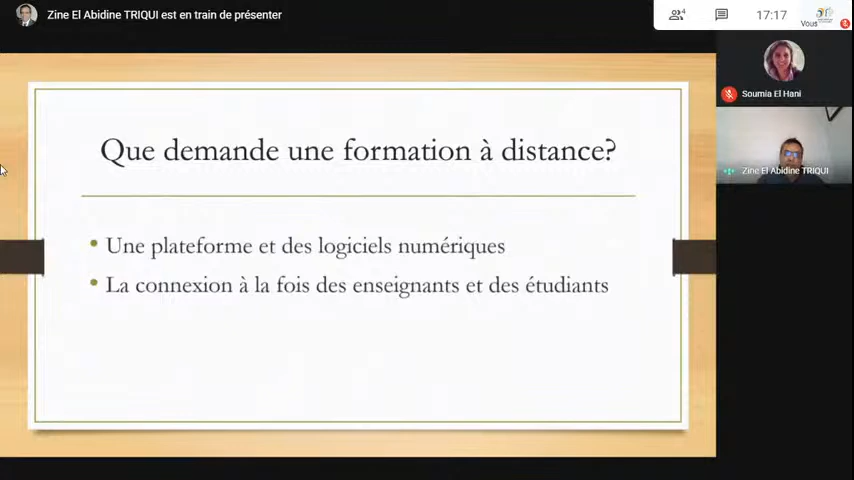 Zine El Abidine TRIQUI est en train de présenter
4
17:17
Vous
Soumia El Hani
Zine El Abidine TRIQUI
Que demande une formation à distance?
• Une plateforme et des logiciels numériques
• La connexion à la fois des enseignants et des étudiants